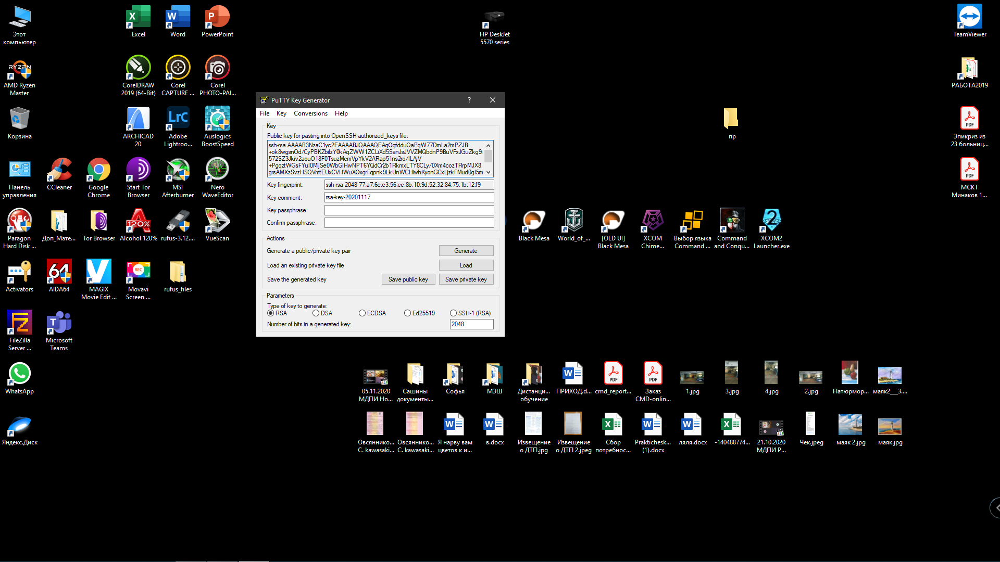 Этот
компьютер
Excel
Word
PowerPoint
HP DeskJet
5570 series
TeamViewer
AMD Ryzen
Master
CorelDRAW
2019 (64-Bit)
Corel
CAPTURE ...
Corel
PHOTO-PAI...
РАБОТА2019
Корзина
ARCHICAD
20
Adobe
Lightroo...
Auslogics
BoostSpeed
пр
Эпикриз из
23 больниц...
Панель
управления
CCleaner
Google
Chrome
Start Tor
Browser
MSI
Afterburner
Nero
WaveEditor
МСКТ
Минаков 1...
Paragon
Hard Disk ...
Доп_Мате...
Tor Browser
Alcohol 120%
rufus-3.12....
VueScan
Black Mesa
World_of_...
[OLD UI]
Black Mesa
XCOM
Chime...
Выбор языка
Command ...
Command
and Conqu...
XCOM2
Launcher.exe
Activators
AIDA64
MAGIX
Movie Edit ...
Movavi
Screen ...
rufus_files
FileZilla
Server ...
Microsoft
Teams
WhatsApp
Яндекс.Диск
PuTTY Key Generator
?
File Key Conversions Help
Key
Public key for pasting into OpenSSH authorized_keys file:
ssh-rsa AAAAB3NzaC1yc2EAAAABJQAAAQEAgOgfdduQaPgW77DmLa2mPZJB
+ok8wgsnOd/CyPBKZbilzY0kAqZWW1ZCLiXd5SanJsJVVZMQbdnP9BuVFxJGuZkg9i
572SZ3Jkiv2aouO18F0TsuzMemVpYkV2ARap51ns2ro/ILAjV
+PgqztWGsFYuI0MijSe0WbGlHwNPT6YQdCr2b1RkmxLTY8CLy/0Xm4cozTRrpMJX8
grsAMXzSvzHSQVmtEUxCVHWuXOxgrFqpnk9LkUnWCHiwhKyonGCxLjzkFMud0gI5m
Key fingerprint:
ssh-rsa 2048 77:a7:6c:c3:56:ee:8b:10:9d:52:32:84:75:1b:12:f9
Key comment:
rsa-key-20201117
Key passphrase:
Confirm passphrase:
Actions
Generate a public/private key pair
Generate
Load an existing private key file
Load
Save the generated key
Save public key
Save private key
Parameters
Type of key to generate:
RSA DSA ECDSA Ed25519 SSH-1 (RSA)
Number of bits in a generated key:
2048
05.11.2020
МДПИ Но...
Сашины
документы...
Софья
МЭШ
Дистанци...
обучение
ПРИХОД.d...
cmd_report...
Заказ
CMD-onlin...
1.jpg
3.jpg
4.jpg
2.jpg
Натюрмор...
маяк2___3....
Овсяннико...
С. kawasaki...
Овсяннико...
С. kawasaki...
Я нарву вам
цветов к и...
в.docx
Извещение
о ДТП.jpg
Извещение
о ДТП 2.jpeg
Сбор
потребнос...
Praktichesk...
(1).docx
ляля.docx
-140488774...
21.10.2020
МДПИ Р...
Чек.jpeg
маяк 2.jpg
маяк.jpg